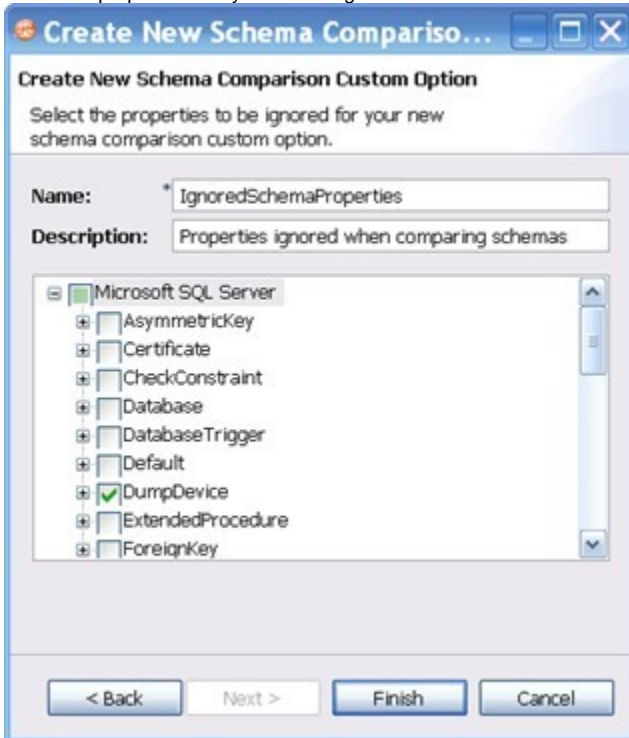 Create New Schema Compariso...
Create New Schema Comparison Custom Option
Select the properties to be ignored for your new
schema comparison custom option.
Name: * IgnoredSchemaProperties
Description: Properties ignored when comparing schemas
Microsoft SQL Server
AsymmetricKey
Certificate
CheckConstraint
Database
DatabaseTrigger
Default
DumpDevice
ExtendedProcedure
ForeignKey
< Back Next > Finish Cancel